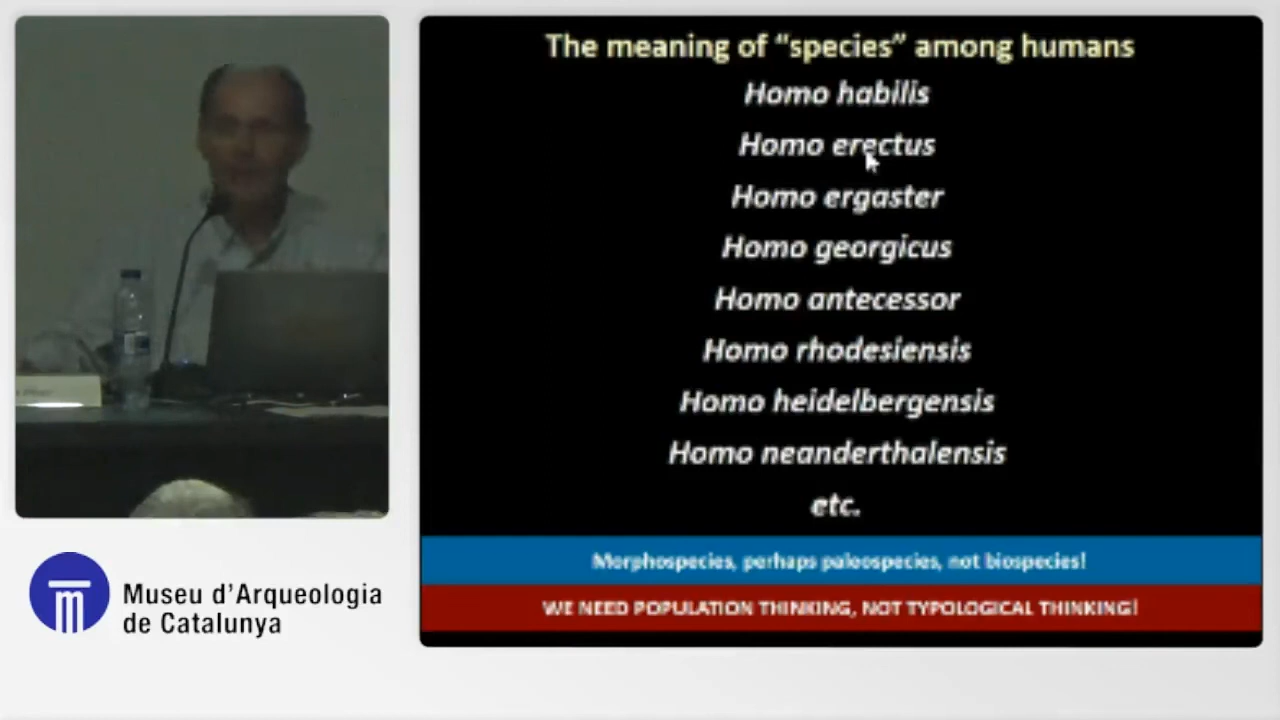 The meaning of “species” among humans
Homo habilis
Homo erectus
Homo ergaster
Homo georgicus
Homo antecessor
Homo rhodesiensis
Homo heidelbergensis
Homo neanderthalensis
etc.
Morphospecies, perhaps paleospecies, not biospecies!
WE NEED POPULATION THINKING, NOT TYPOLOGICAL THINKING!
Museu d’Arqueologia
de Catalunya